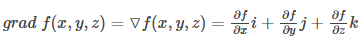 grad f(x, y, z) = ▽f(x, y, z) = ∂f/∂x i + ∂f/∂y j + ∂f/∂z k